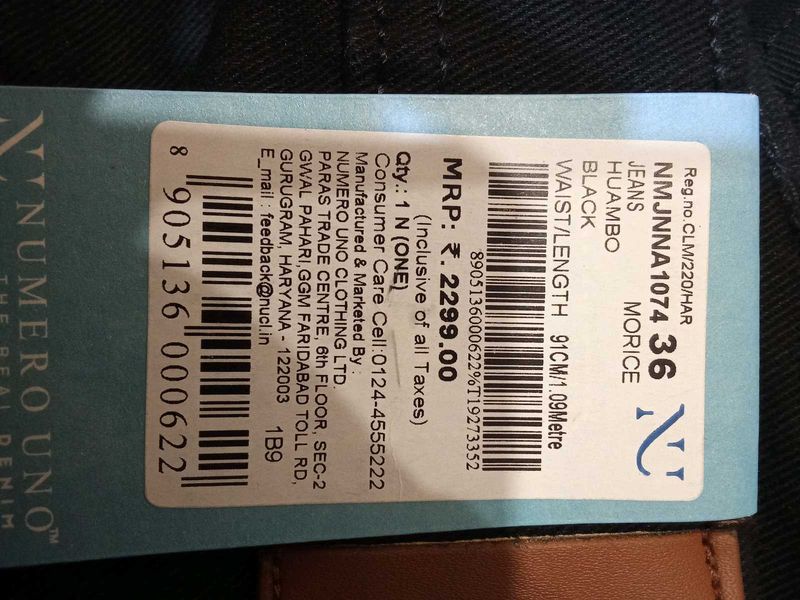 Reg.no.CLM/220/HAR
NMJNNA1074 36
JEANS MORICE
HUAMBO
BLACK
WAIST/LENGTH 91CM/1.09Metre
8905136000622%T19273352
MRP: ₹. 2299.00
(Inclusive of all Taxes)
Qty.: 1 N (ONE)
Consumer Care Cell:0124-4555222
Manufactured & Marketed By :
NUMERO UNO CLOTHING LTD.
PARAS TRADE CENTRE, 6th FLOOR, SEC-2
GWAL PAHARI,GGM FARIDABAD TOLL RD,
GURUGRAM, HARYANA - 122003
E_mail : feedback@nucl.in 1B9
8 905136 000622
NUMERO UNO™
THE REAL DENIM